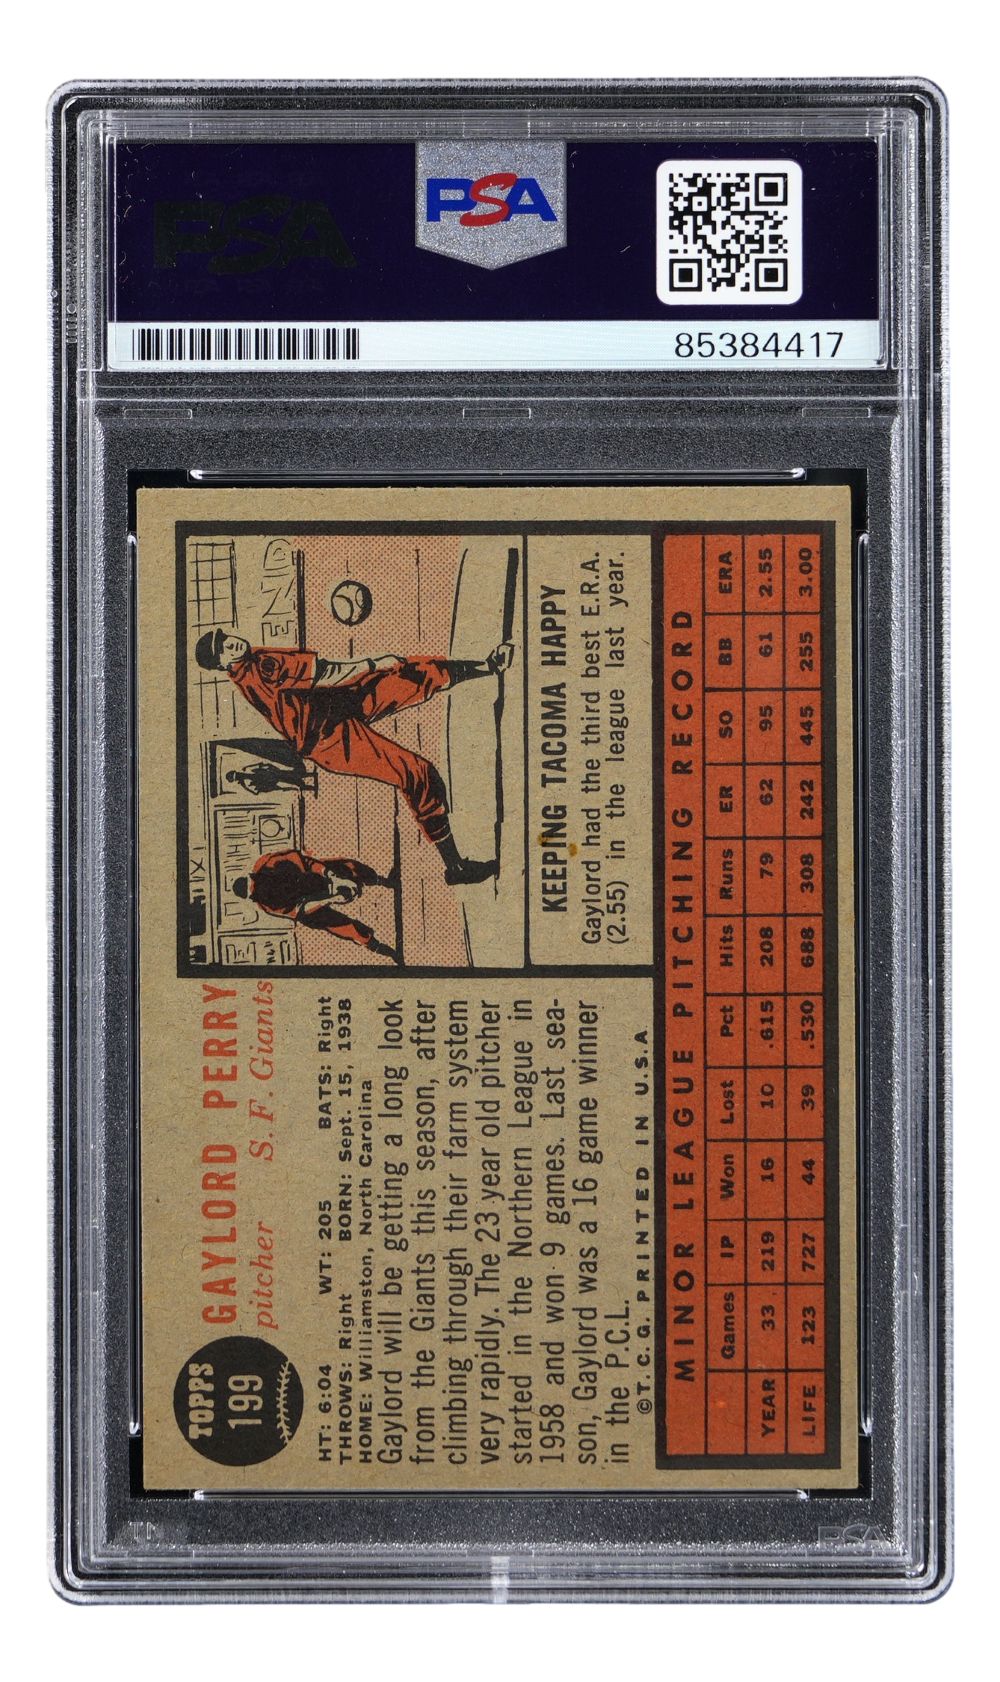 PSA
PSA
85384417
TOPPS
199
GAYLORD PERRY
pitcher S. F. Giants
HT: 6:04 WT: 205 BATS: Right
THROWS: Right BORN: Sept. 15, 1938
HOME: Williamston, North Carolina
Gaylord will be getting a long look
from the Giants this season, after
climbing through their farm system
very rapidly. The 23 year old pitcher
started in the Northern League in
1958 and won 9 games. Last sea-
son, Gaylord was a 16 game winner
in the P.C.L.
©T. C. G. PRINTED IN U.S.A
END
KEEPING TACOMA HAPPY
Gaylord had the third best E.R.A.
(2.55) in the league last year.
MINOR LEAGUE PITCHING RECORD
Games IP Won Lost Pct Hits Runs ER SO BB ERA
YEAR 33 219 16 10 .615 208 79 62 95 61 2.55
LIFE 123 727 44 39 .530 688 308 242 445 255 3.00
PSA